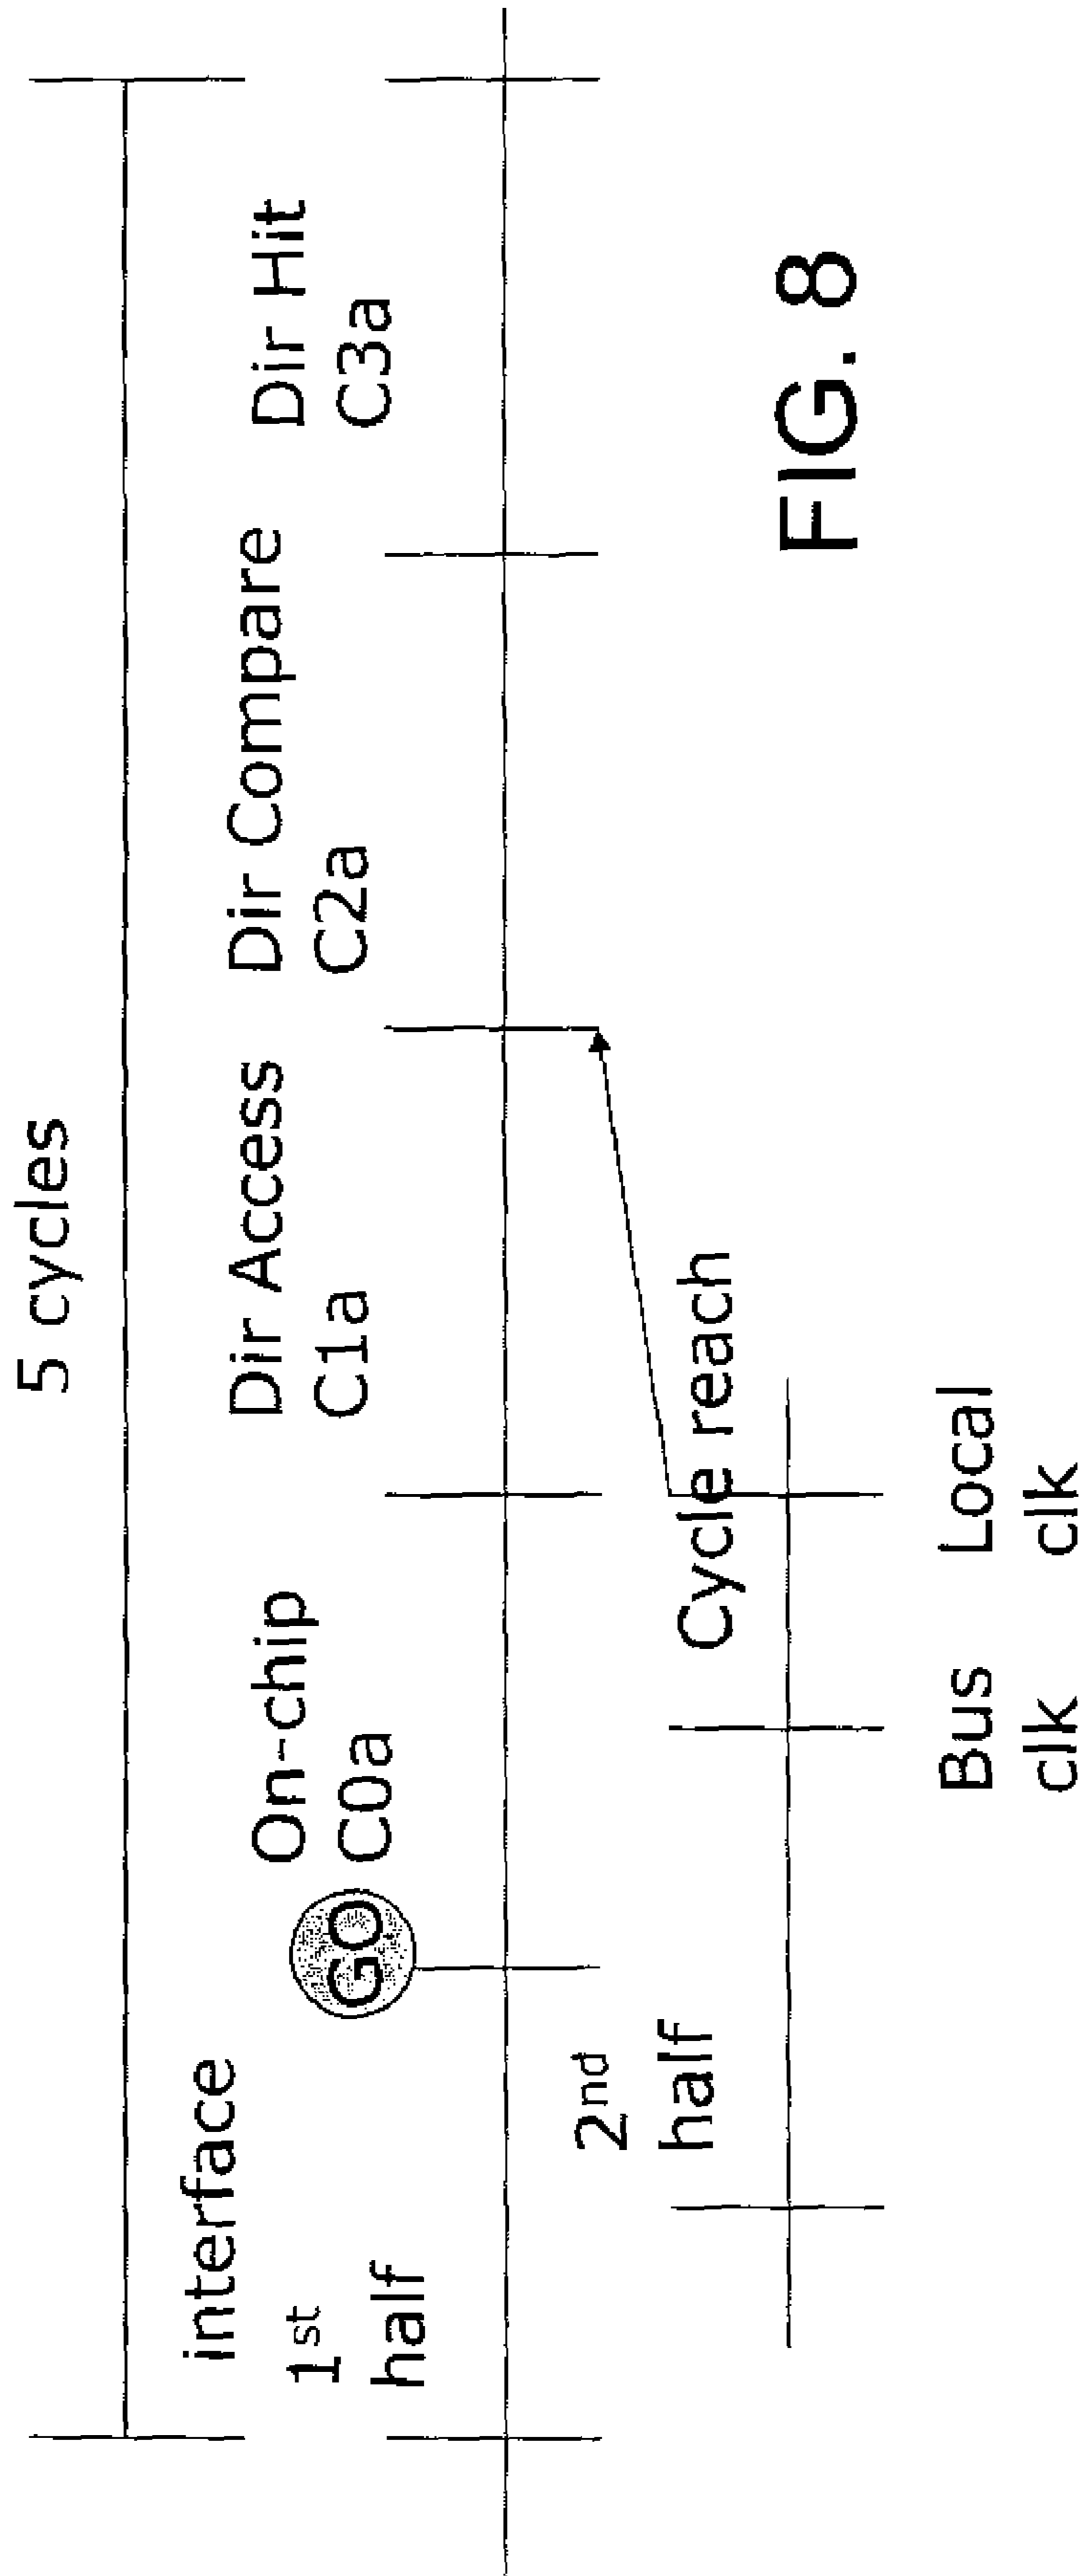 5 cycles
interface
1st
half
GO
On-chip
C0a
Dir Access
C1a
Dir Compare
C2a
Dir Hit
C3a
2nd
half
Cycle reach
Bus
clk
Local
clk
FIG. 8